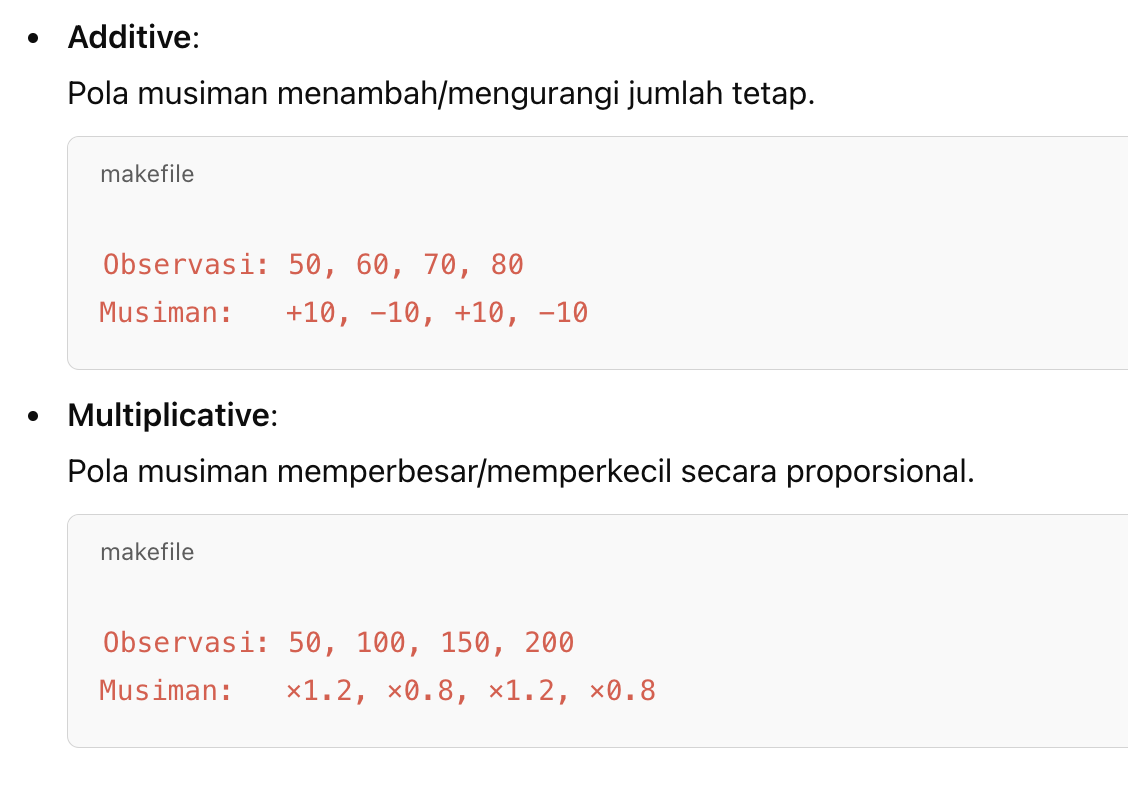 Additive:
Pola musiman menambah/mengurangi jumlah tetap.
makefile
Observasi: 50, 60, 70, 80
Musiman:   +10, −10, +10, −10
Multiplicative:
Pola musiman memperbesar/memperkecil secara proporsional.
makefile
Observasi: 50, 100, 150, 200
Musiman:   ×1.2, ×0.8, ×1.2, ×0.8